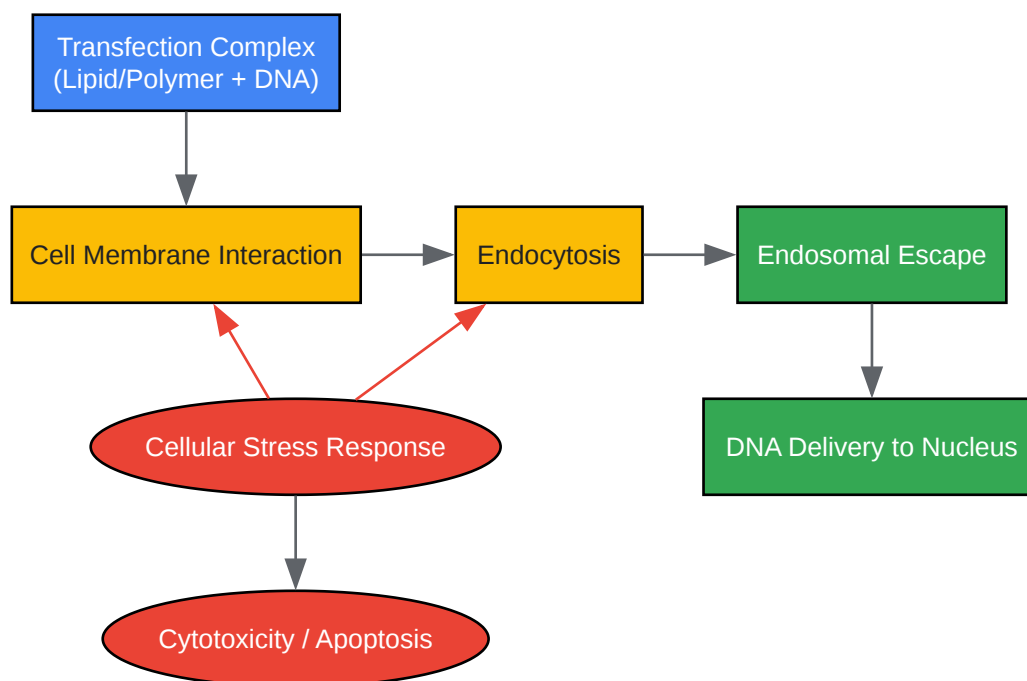 Transfection Complex
(Lipid/Polymer + DNA)
Cell Membrane Interaction
Endocytosis
Endosomal Escape
Cellular Stress Response
DNA Delivery to Nucleus
Cytotoxicity / Apoptosis